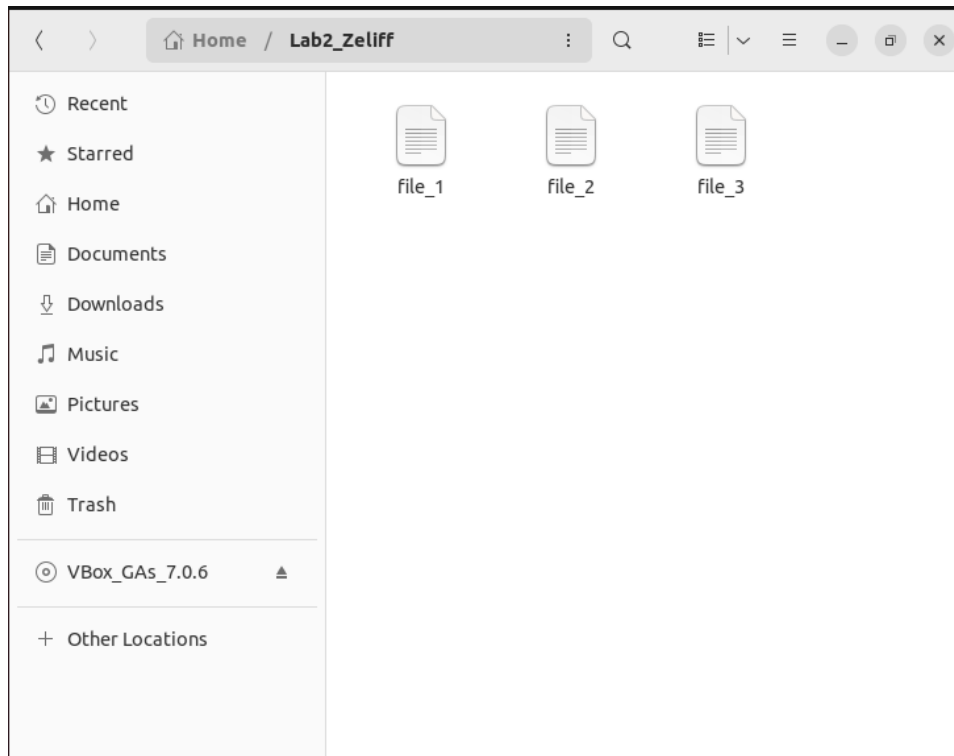 Home / Lab2_Zeliff
Recent
Starred
Home
Documents
Downloads
Music
Pictures
Videos
Trash
VBox_GAs_7.0.6
Other Locations
file_1 file_2 file_3